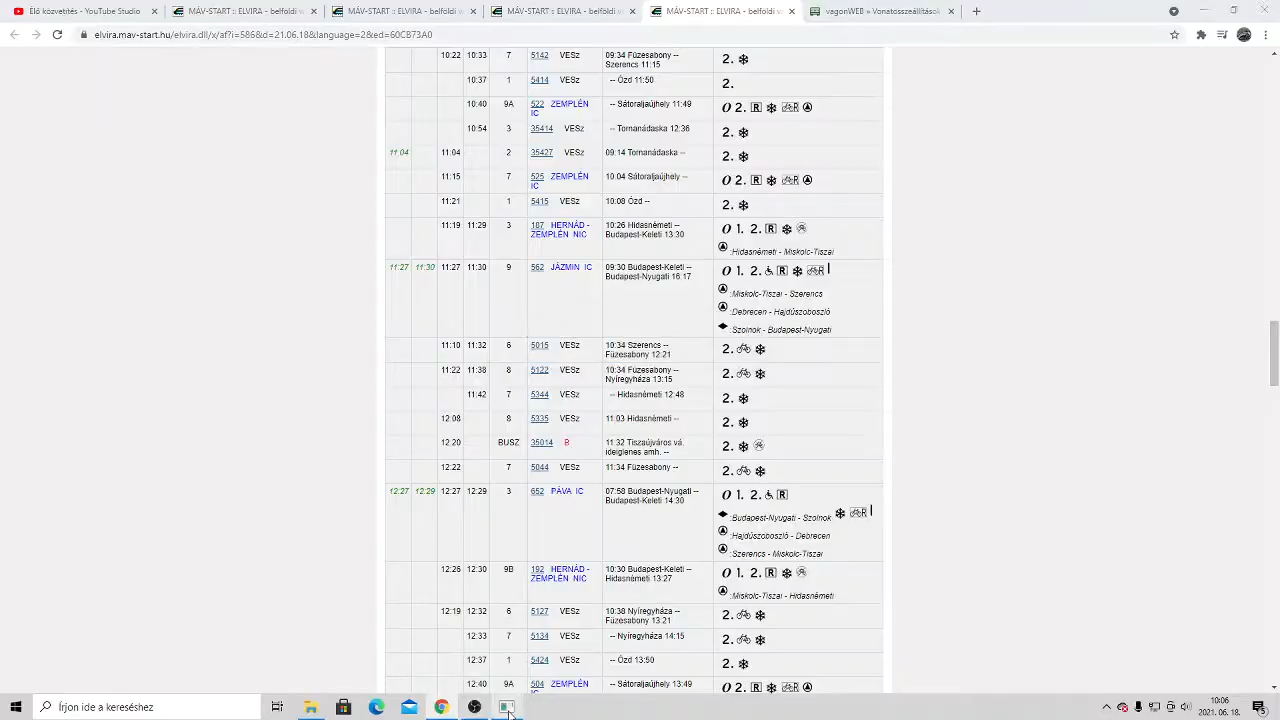 Élő közvetítés - YouTube Studio
MÁV-START :: ELVIRA - belföldi v
MÁV-START :: ELVIRA - belföldi v
MÁV-START :: ELVIRA - belföldi v
MÁV-START :: ELVIRA - belföldi v
vagonWEB » Vonatösszeállítások
elvira.mav-start.hu/elvira.dll/x/af?i=586&d=21.06.18&language=2&ed=60CB73A0
10:22 10:33 7 5142 VESz 09:34 Füzesabony --
Szerencs 11:15 2.
10:37 1 5414 VESz -- Ózd 11:50 2.
10:40 9A 522 ZEMPLÉN -- Sátoraljaújhely 11:49 2. R
IC
10:54 3 35414 VESz -- Tornanádaska 12:36 2.
11:04 11:04 2 35427 VESz 09:14 Tornanádaska -- 2.
11:15 7 525 ZEMPLÉN 10:04 Sátoraljaújhely -- 2. R
IC
11:21 1 5415 VESz 10:08 Ózd -- 2.
11:19 11:29 3 187 HERNÁD - 10:26 Hidasnémeti -- 1. 2. R
ZEMPLÉN NIC Budapest-Keleti 13:30
:Hidasnémeti - Miskolc-Tiszai
11:27 11:30 11:27 11:30 9 562 JÁZMIN IC 09:30 Budapest-Keleti -- 1. 2. R
Budapest-Nyugati 16:17
:Miskolc-Tiszai - Szerencs
:Debrecen - Hajdúszoboszló
:Szolnok - Budapest-Nyugati
11:10 11:32 6 5015 VESz 10:34 Szerencs -- 2.
Füzesabony 12:21
11:22 11:38 8 5122 VESz 10:34 Füzesabony -- 2.
Nyíregyháza 13:15
11:42 7 5344 VESz -- Hidasnémeti 12:48 2.
12:08 8 5335 VESz 11:03 Hidasnémeti -- 2.
12:20 BUSZ 35014 B 11:32 Tiszaújváros vá. 2.
ideiglenes amh. --
12:22 7 5044 VESz 11:34 Füzesabony -- 2.
12:27 12:29 12:27 12:29 3 652 PÁVA IC 07:58 Budapest-Nyugati -- 1. 2. R
Budapest-Keleti 14:30
:Budapest-Nyugati - Szolnok
:Hajdúszoboszló - Debrecen
:Szerencs - Miskolc-Tiszai
12:26 12:30 9B 192 HERNÁD - 10:30 Budapest-Keleti -- 1. 2. R
ZEMPLÉN NIC Hidasnémeti 13:27
:Miskolc-Tiszai - Hidasnémeti
12:19 12:32 6 5127 VESz 10:38 Nyíregyháza -- 2.
Füzesabony 13:21
12:33 7 5134 VESz -- Nyíregyháza 14:15 2.
12:37 1 5424 VESz -- Ózd 13:50 2.
12:40 9A 504 ZEMPLÉN -- Sátoraljaújhely 13:49 2. R
IC
Írjon ide a kereséshez
10:06
2021. 06. 18.